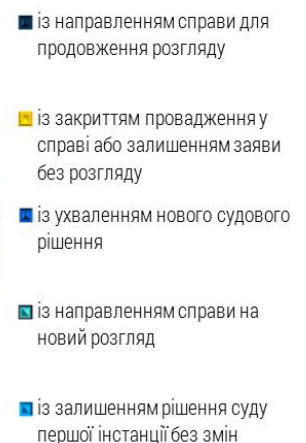 із направленням справи для
продовження розгляду
із закриттям провадження у
справі або залишенням заяви
без розгляду
із ухваленням нового судового
рішення
із направленням справи на
новий розгляд
із залишенням рішення суду
першої інстанції без змін